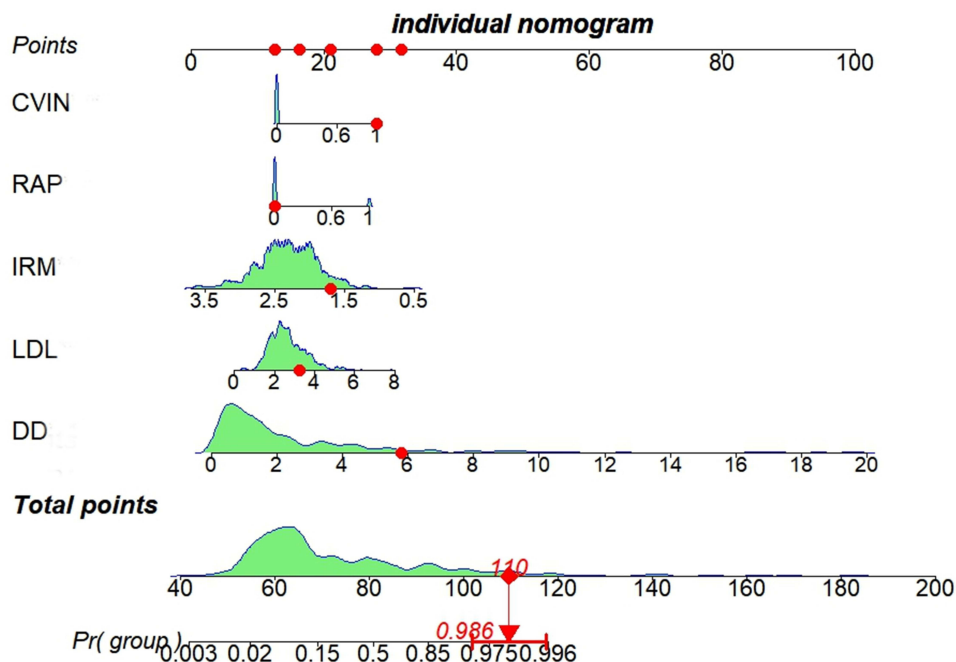 individual nomogram
Points
0 20 40 60 80 100
CVIN
0 0.6 1
RAP
0 0.6 1
IRM
3.5 2.5 1.5 0.5
LDL
0 2 4 6 8
DD
0 2 4 6 8 10 12 14 16 18 20
Total points
110
40 60 80 100 120 140 160 180 200
0.986
Pr( group )
0.003 0.02 0.15 0.5 0.85 0.975 0.996